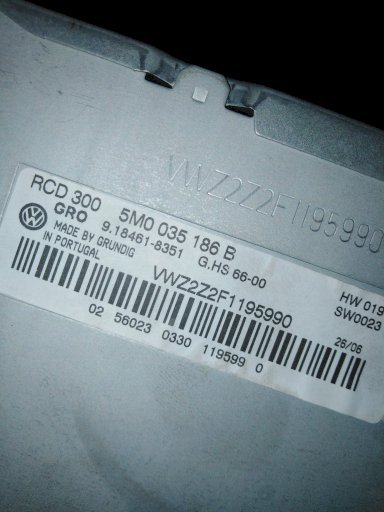 VWZ2Z2F1195990
RCD 300 5M0 035 186 B
GRO 9.18461-8351 G.HS 66-00
MADE BY GRUNDIG
IN PORTUGAL
VWZ2Z2F1195990
HW 019
SW0023
26/06
02 56023 0330 119599 0